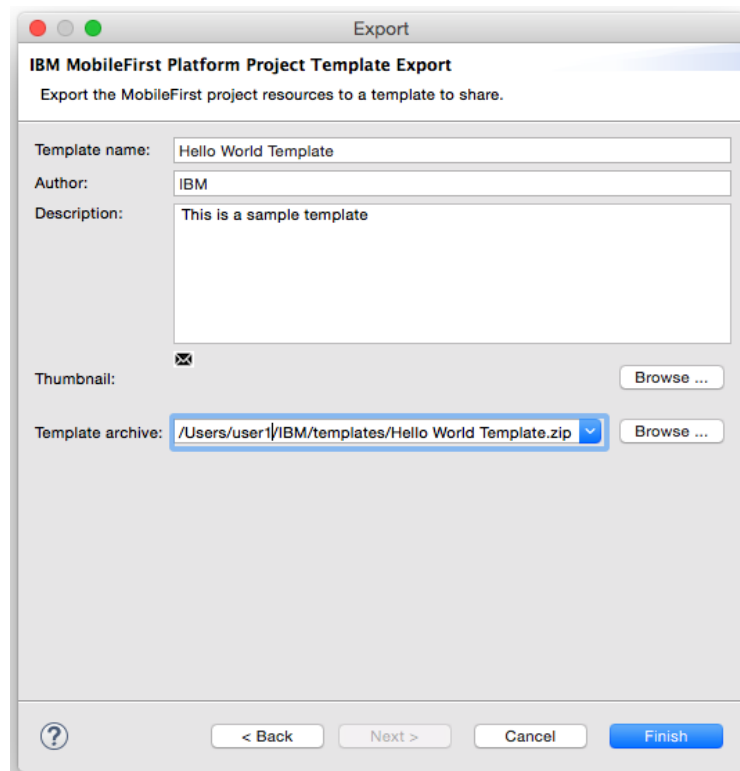 Export
IBM MobileFirst Platform Project Template Export
Export the MobileFirst project resources to a template to share.
Template name: Hello World Template
Author: IBM
Description: This is a sample template
Thumbnail: Browse ...
Template archive: /Users/user1/IBM/templates/Hello World Template.zip Browse ...
? < Back Next > Cancel Finish